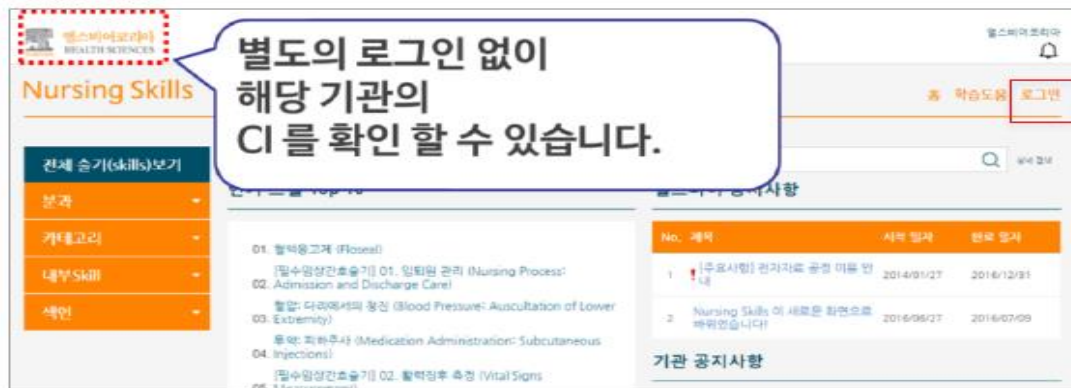 엘스비어코리아
HEALTH SCIENCES
별도의 로그인 없이
해당 기관의
CI 를 확인 할 수 있습니다.
엘스비어코리아
Nursing Skills
홈 학습도움 로그인
전체 술기(skills)보기
분과
카테고리
내부Skill
색인
상세 검색
공지사항
01. 혈액응고제 (Floseal)
[필수임상간호술기] 01. 입퇴원 관리 (Nursing Process:
02. Admission and Discharge Care)
혈압: 다리에서의 청진 (Blood Pressure: Auscultation of Lower
03. Extremity)
투약: 피하주사 (Medication Administration: Subcutaneous
04. Injections)
[필수임상간호술기] 02. 활력징후 측정 (Vital Signs
No. 제목 시작 일자 완료 일자
1 [주요사항] 전자자료 공정 이용 안
내 2014/01/27 2016/12/31
2 Nursing Skills 이 새로운 화면으로
바뀌었습니다! 2016/06/27 2016/07/09
기관 공지사항